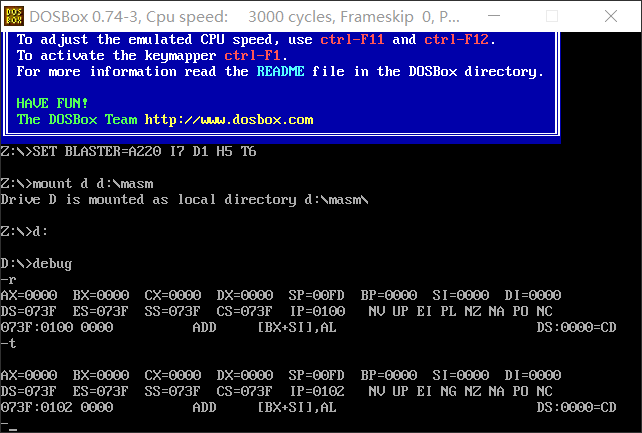 DOSBox 0.74-3, Cpu speed:    3000 cycles, Frameskip  0, P...
To adjust the emulated CPU speed, use ctrl-F11 and ctrl-F12.
To activate the keymapper ctrl-F1.
For more information read the README file in the DOSBox directory.
HAVE FUN!
The DOSBox Team http://www.dosbox.com
Z:\>SET BLASTER=A220 I7 D1 H5 T6
Z:\>mount d d:\masm
Drive D is mounted as local directory d:\masm\
Z:\>d:
D:\>debug
-r
AX=0000  BX=0000  CX=0000  DX=0000  SP=00FD  BP=0000  SI=0000  DI=0000
DS=073F  ES=073F  SS=073F  CS=073F  IP=0100   NV UP EI PL NZ NA PO NC
073F:0100 0000          ADD     [BX+SI],AL                         DS:0000=CD
-t
AX=0000  BX=0000  CX=0000  DX=0000  SP=00FD  BP=0000  SI=0000  DI=0000
DS=073F  ES=073F  SS=073F  CS=073F  IP=0102   NV UP EI NG NZ NA PO NC
073F:0102 0000          ADD     [BX+SI],AL                         DS:0000=CD
-_